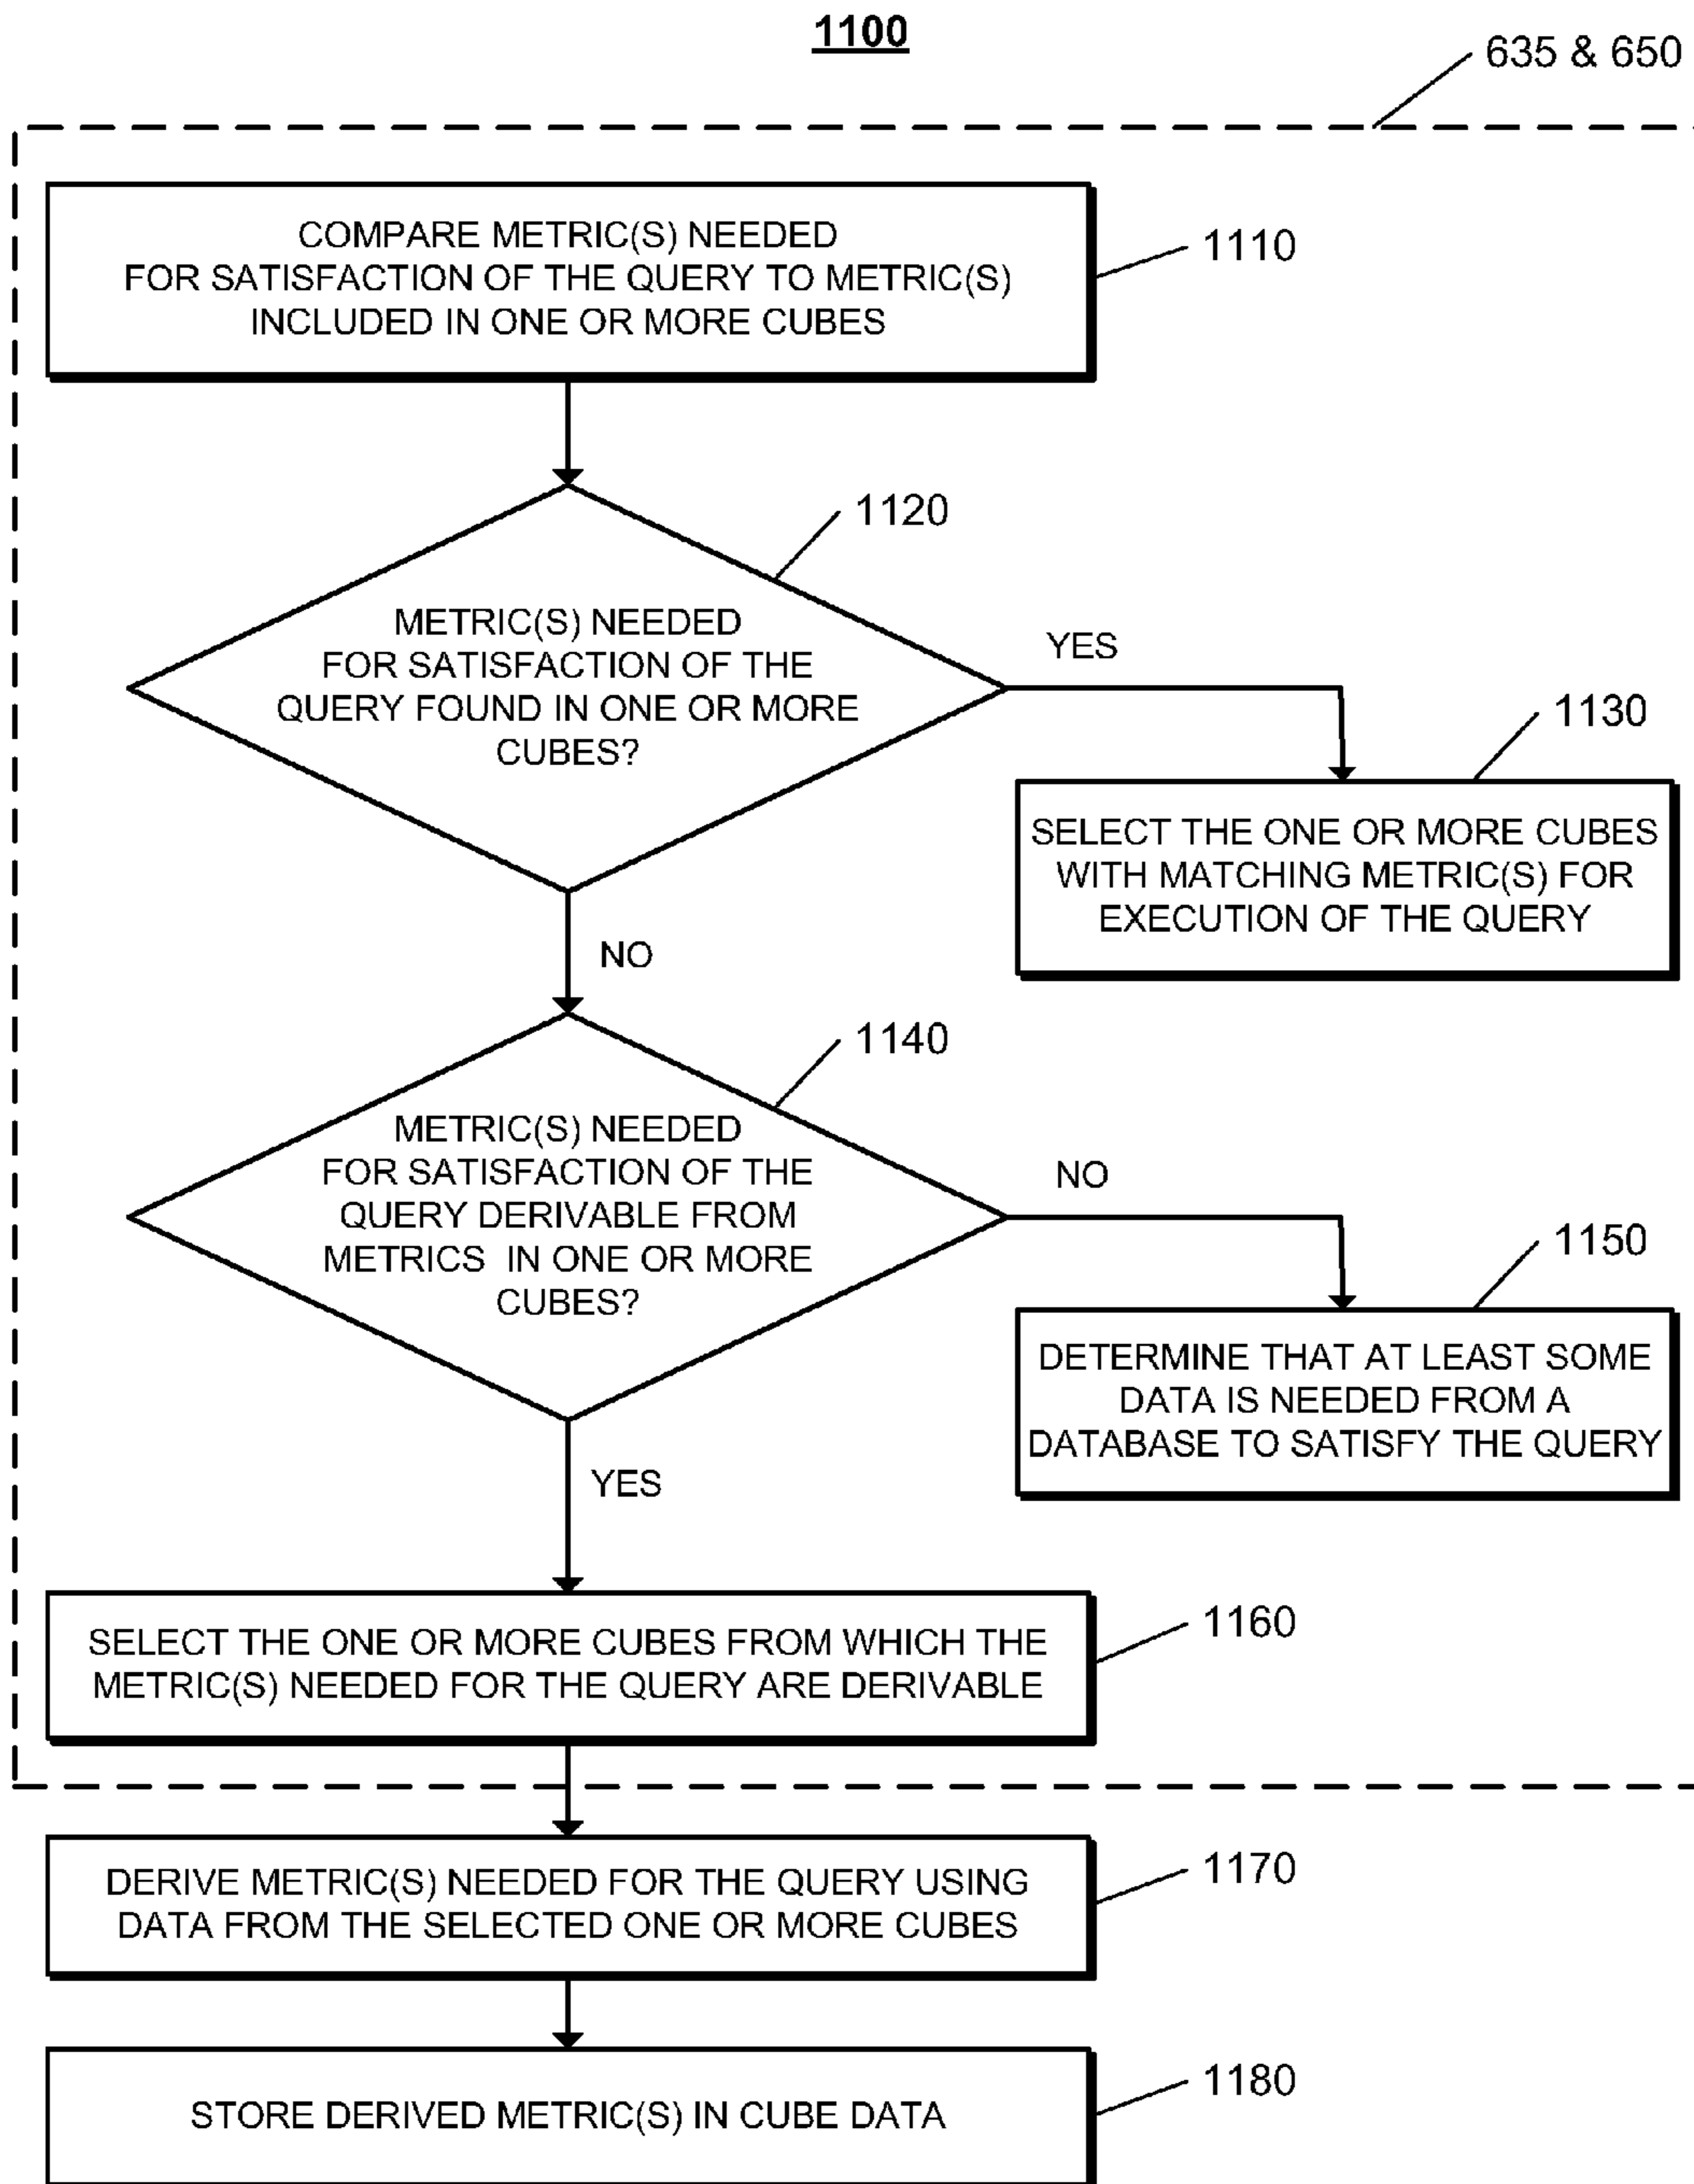 1100
635 & 650
COMPARE METRIC(S) NEEDED
FOR SATISFACTION OF THE QUERY TO METRIC(S)
INCLUDED IN ONE OR MORE CUBES
1110
1120
METRIC(S) NEEDED
FOR SATISFACTION OF THE
QUERY FOUND IN ONE OR MORE
CUBES?
YES
1130
SELECT THE ONE OR MORE CUBES
WITH MATCHING METRIC(S) FOR
EXECUTION OF THE QUERY
NO
1140
METRIC(S) NEEDED
FOR SATISFACTION OF THE
QUERY DERIVABLE FROM
METRICS IN ONE OR MORE
CUBES?
NO
1150
DETERMINE THAT AT LEAST SOME
DATA IS NEEDED FROM A
DATABASE TO SATISFY THE QUERY
YES
SELECT THE ONE OR MORE CUBES FROM WHICH THE
METRIC(S) NEEDED FOR THE QUERY ARE DERIVABLE
1160
DERIVE METRIC(S) NEEDED FOR THE QUERY USING
DATA FROM THE SELECTED ONE OR MORE CUBES
1170
STORE DERIVED METRIC(S) IN CUBE DATA
1180